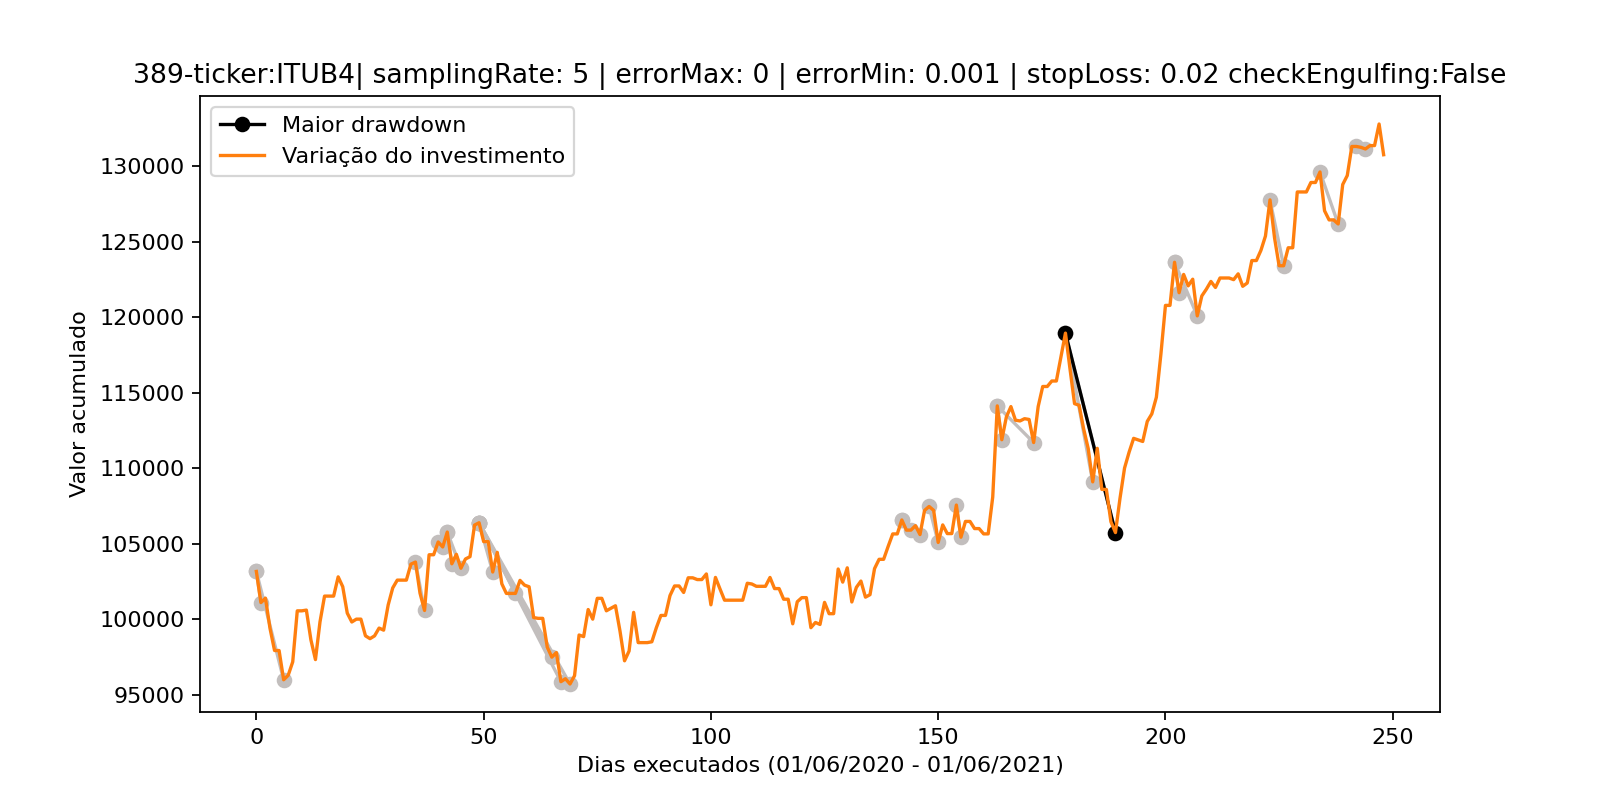 389-ticker:ITUB4| samplingRate: 5 | errorMax: 0 | errorMin: 0.001 | stopLoss: 0.02 checkEngulfing:False
Maior drawdown
Variação do investimento
Valor acumulado
130000
125000
120000
115000
110000
105000
100000
95000
0 50 100 150 200 250
Dias executados (01/06/2020 - 01/06/2021)